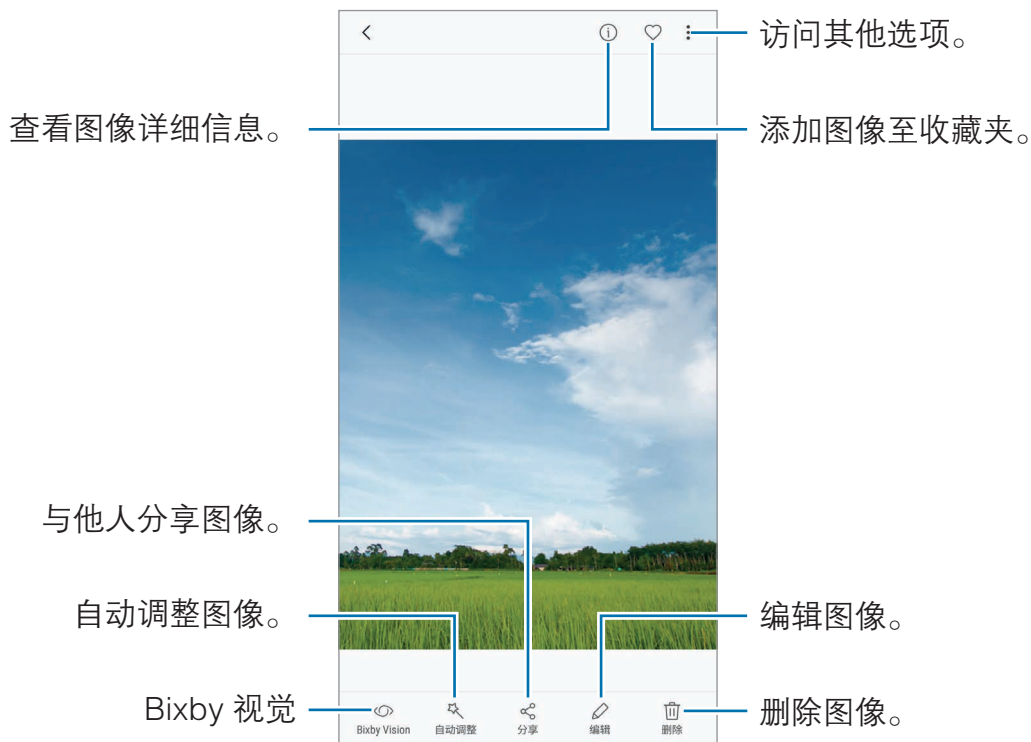 访问其他选项。
查看图像详细信息。
添加图像至收藏夹。
与他人分享图像。
自动调整图像。
编辑图像。
Bixby 视觉
删除图像。
Bixby Vision
自动调整
分享
编辑
删除